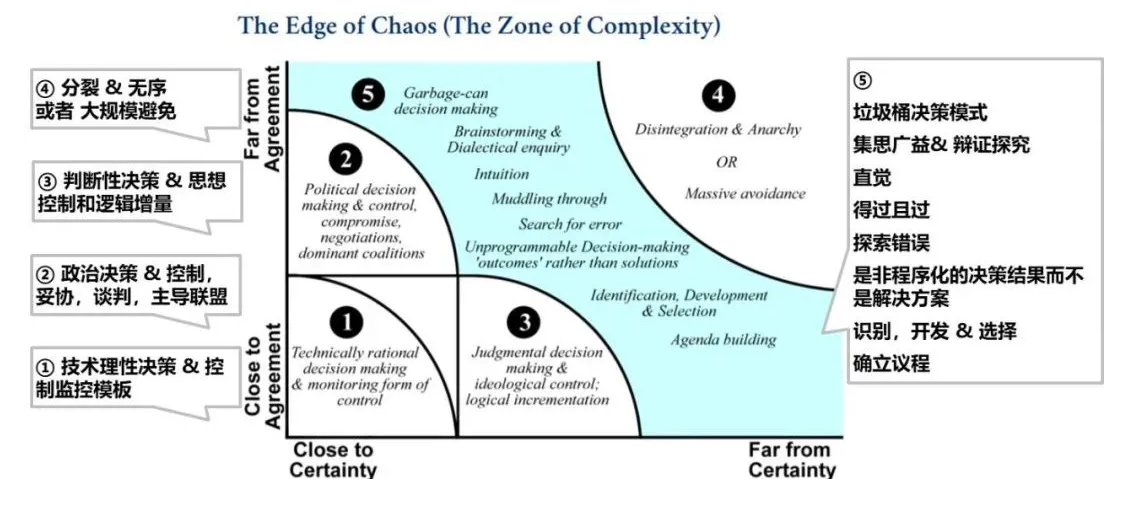 The Edge of Chaos (The Zone of Complexity)
④ 分裂 & 无序
或者 大规模避免
③ 判断性决策 & 思想
控制和逻辑增量
② 政治决策 & 控制，
妥协，谈判，主导联盟
① 技术理性决策 & 控
制监控模板
Far from
Agreement
Close to
Agreement
5
Garbage-can
decision making
Brainstorming &
Dialectical enquiry
Intuition
Muddling through
Search for error
Unprogrammable Decision-making
'outcomes' rather than solutions
Identification, Development
& Selection
Agenda building
2
Political decision
making & control,
compromise,
negotiations,
dominant coalitions
4
Disintegration & Anarchy
OR
Massive avoidance
1
Technically rational
decision making
& monitoring form of
control
3
Judgmental decision
making &
ideological control;
logical incrementation
Close to
Certainty
Far from
Certainty
⑤
垃圾桶决策模式
集思广益& 辩证探究
直觉
得过且过
探索错误
是非程序化的决策结果而不
是解决方案
识别，开发 & 选择
确立议程